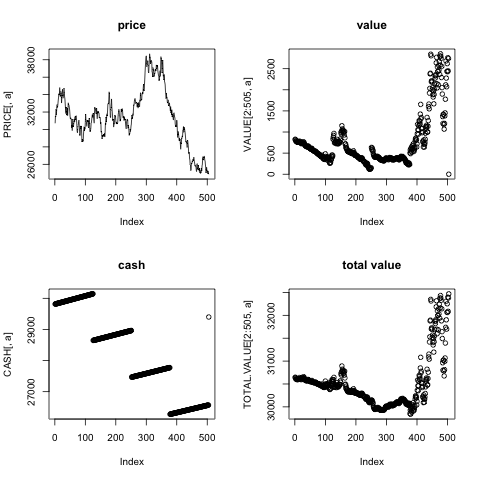 price
PRICE[, a]
38000
32000
26000
0 100 200 300 400 500
Index
value
VALUE[2:505, a]
2500
1500
500
0
0 100 200 300 400 500
Index
cash
CASH[, a]
29000
27000
0 100 200 300 400 500
Index
total value
TOTAL.VALUE[2:505, a]
32000
31000
30000
0 100 200 300 400 500
Index